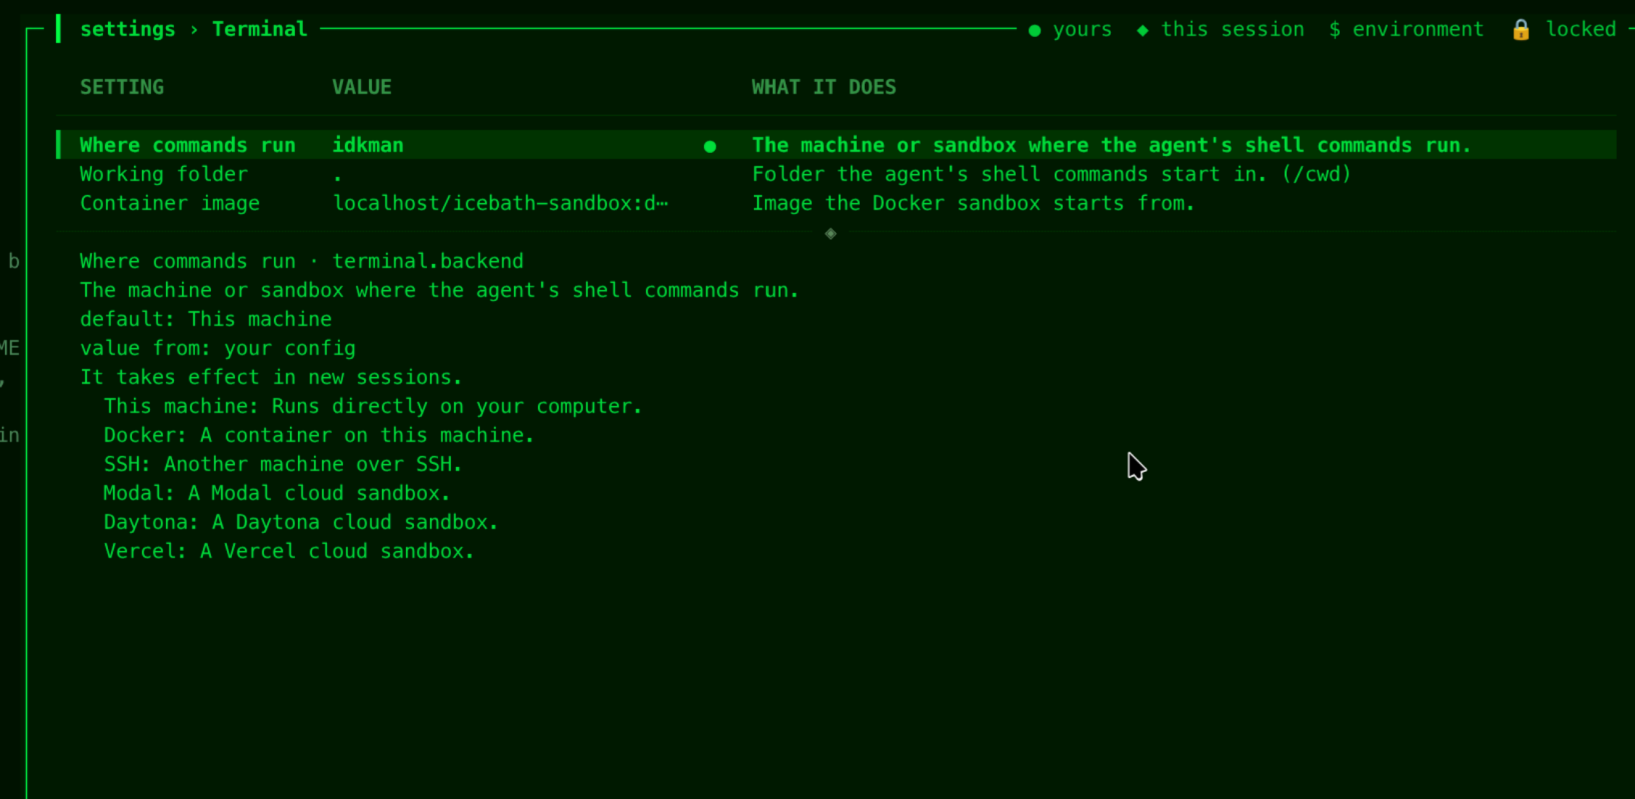 settings › Terminal ● yours ◆ this session $ environment 🔒 locked
SETTING VALUE WHAT IT DOES
Where commands run idkman ● The machine or sandbox where the agent's shell commands run.
Working folder . Folder the agent's shell commands start in. (/cwd)
Container image localhost/icebath-sandbox:d⋯ Image the Docker sandbox starts from.
b
Where commands run · terminal.backend
The machine or sandbox where the agent's shell commands run.
default: This machine
ME
value from: your config
,
It takes effect in new sessions.
This machine: Runs directly on your computer.
in
Docker: A container on this machine.
SSH: Another machine over SSH.
Modal: A Modal cloud sandbox.
Daytona: A Daytona cloud sandbox.
Vercel: A Vercel cloud sandbox.